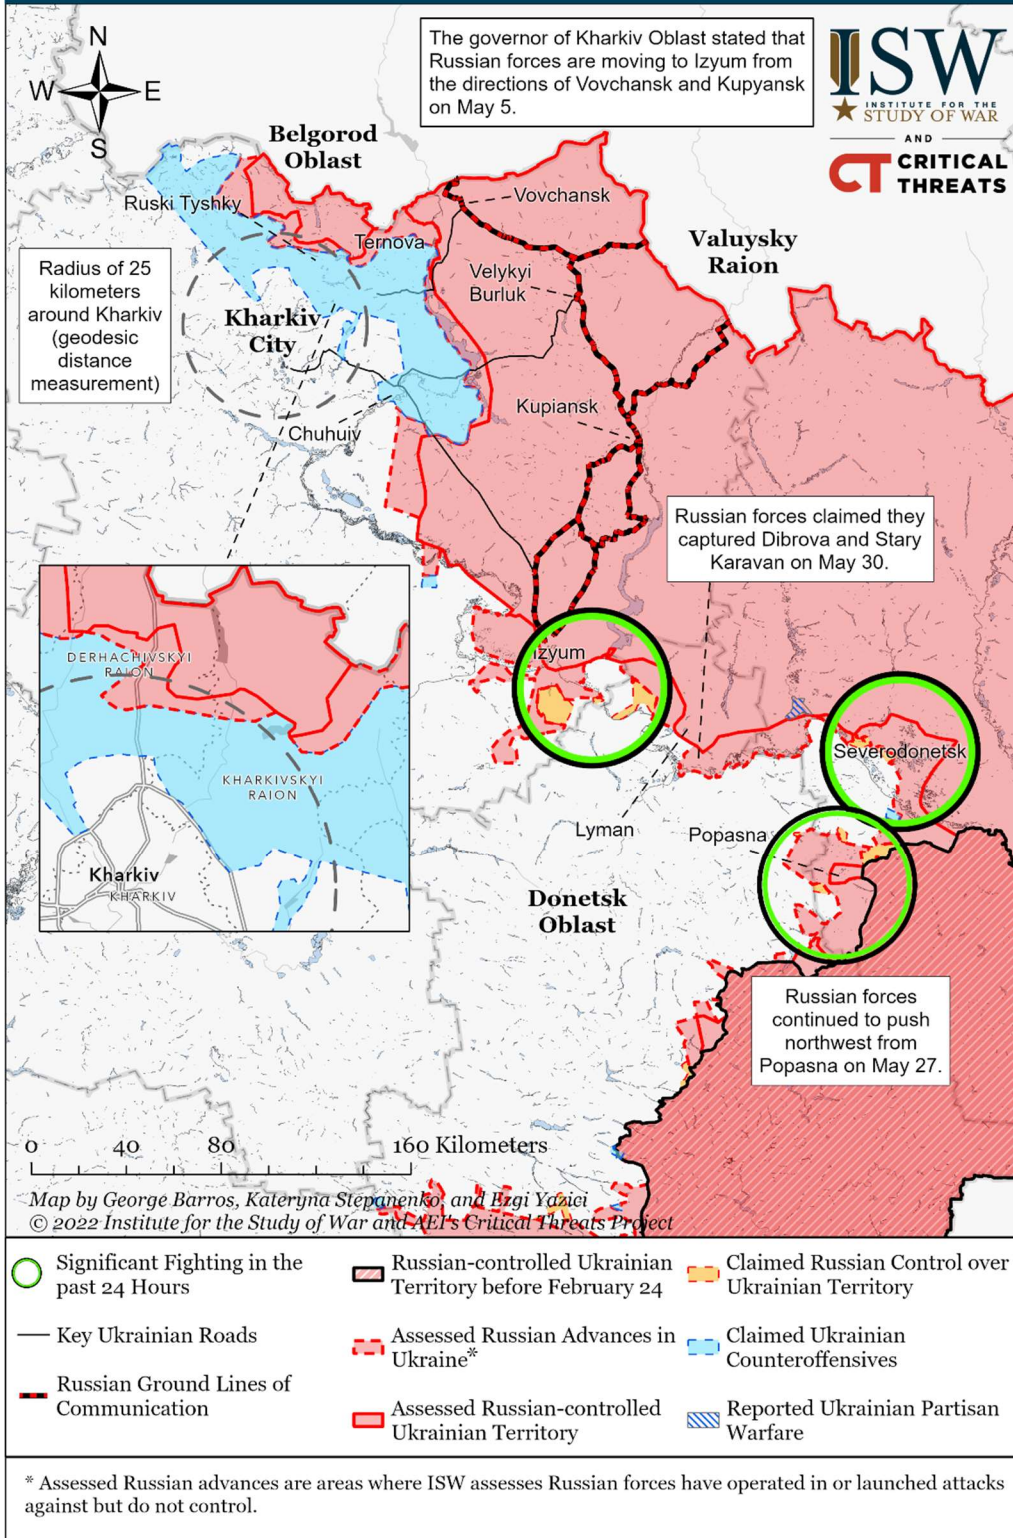 The governor of Kharkiv Oblast stated that
Russian forces are moving to Izyum from
the directions of Vovchansk and Kupyansk
on May 5.
ISW
INSTITUTE FOR THE
STUDY OF WAR
AND
CT CRITICAL
THREATS
N
W E
S
Belgorod
Oblast
Ruski Tyshky
Ternova
Vovchansk
Valuysky
Raion
Velykyi
Burluk
Radius of 25
kilometers
around Kharkiv
(geodesic
distance
measurement)
Kharkiv
City
Kupiansk
Chuhuiv
Russian forces claimed they
captured Dibrova and Stary
Karavan on May 30.
DERHACHIVSKYI
RAION
KHARKIVSKYI
RAION
Kharkiv
KHARKIV
Izyum
Severodonetsk
Lyman
Popasna
Donetsk
Oblast
Russian forces
continued to push
northwest from
Popasna on May 27.
0 40 80 160 Kilometers
Map by George Barros, Kateryna Stepanenko, and Ezgi Yazici
© 2022 Institute for the Study of War and AEI's Critical Threats Project
Significant Fighting in the
past 24 Hours
Key Ukrainian Roads
Russian Ground Lines of
Communication
Russian-controlled Ukrainian
Territory before February 24
Assessed Russian Advances in
Ukraine*
Assessed Russian-controlled
Ukrainian Territory
Claimed Russian Control over
Ukrainian Territory
Claimed Ukrainian
Counteroffensives
Reported Ukrainian Partisan
Warfare
* Assessed Russian advances are areas where ISW assesses Russian forces have operated in or launched attacks
against but do not control.